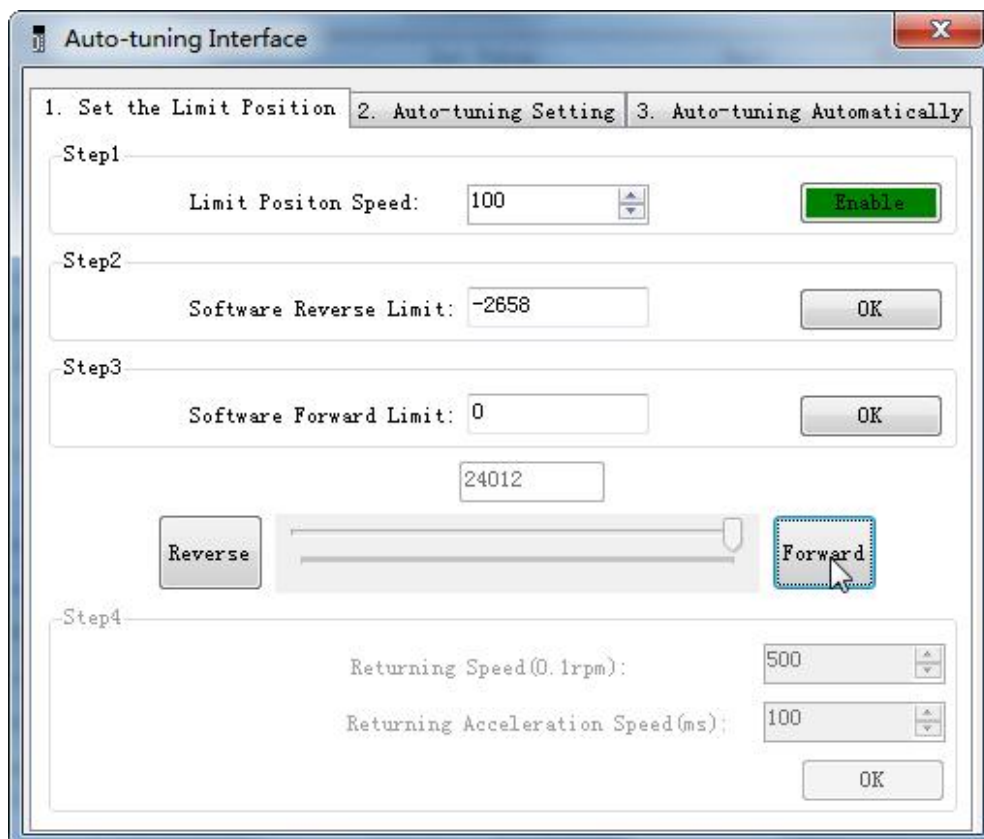 Auto-tuning Interface
1. Set the Limit Position 2. Auto-tuning Setting 3. Auto-tuning Automatically
Step1
Limit Positon Speed: 100 Enable
Step2
Software Reverse Limit: -2658 OK
Step3
Software Forward Limit: 0 OK
24012
Reverse Forward
Step4
Returning Speed(0.1rpm): 500
Returning Acceleration Speed(ms): 100
OK